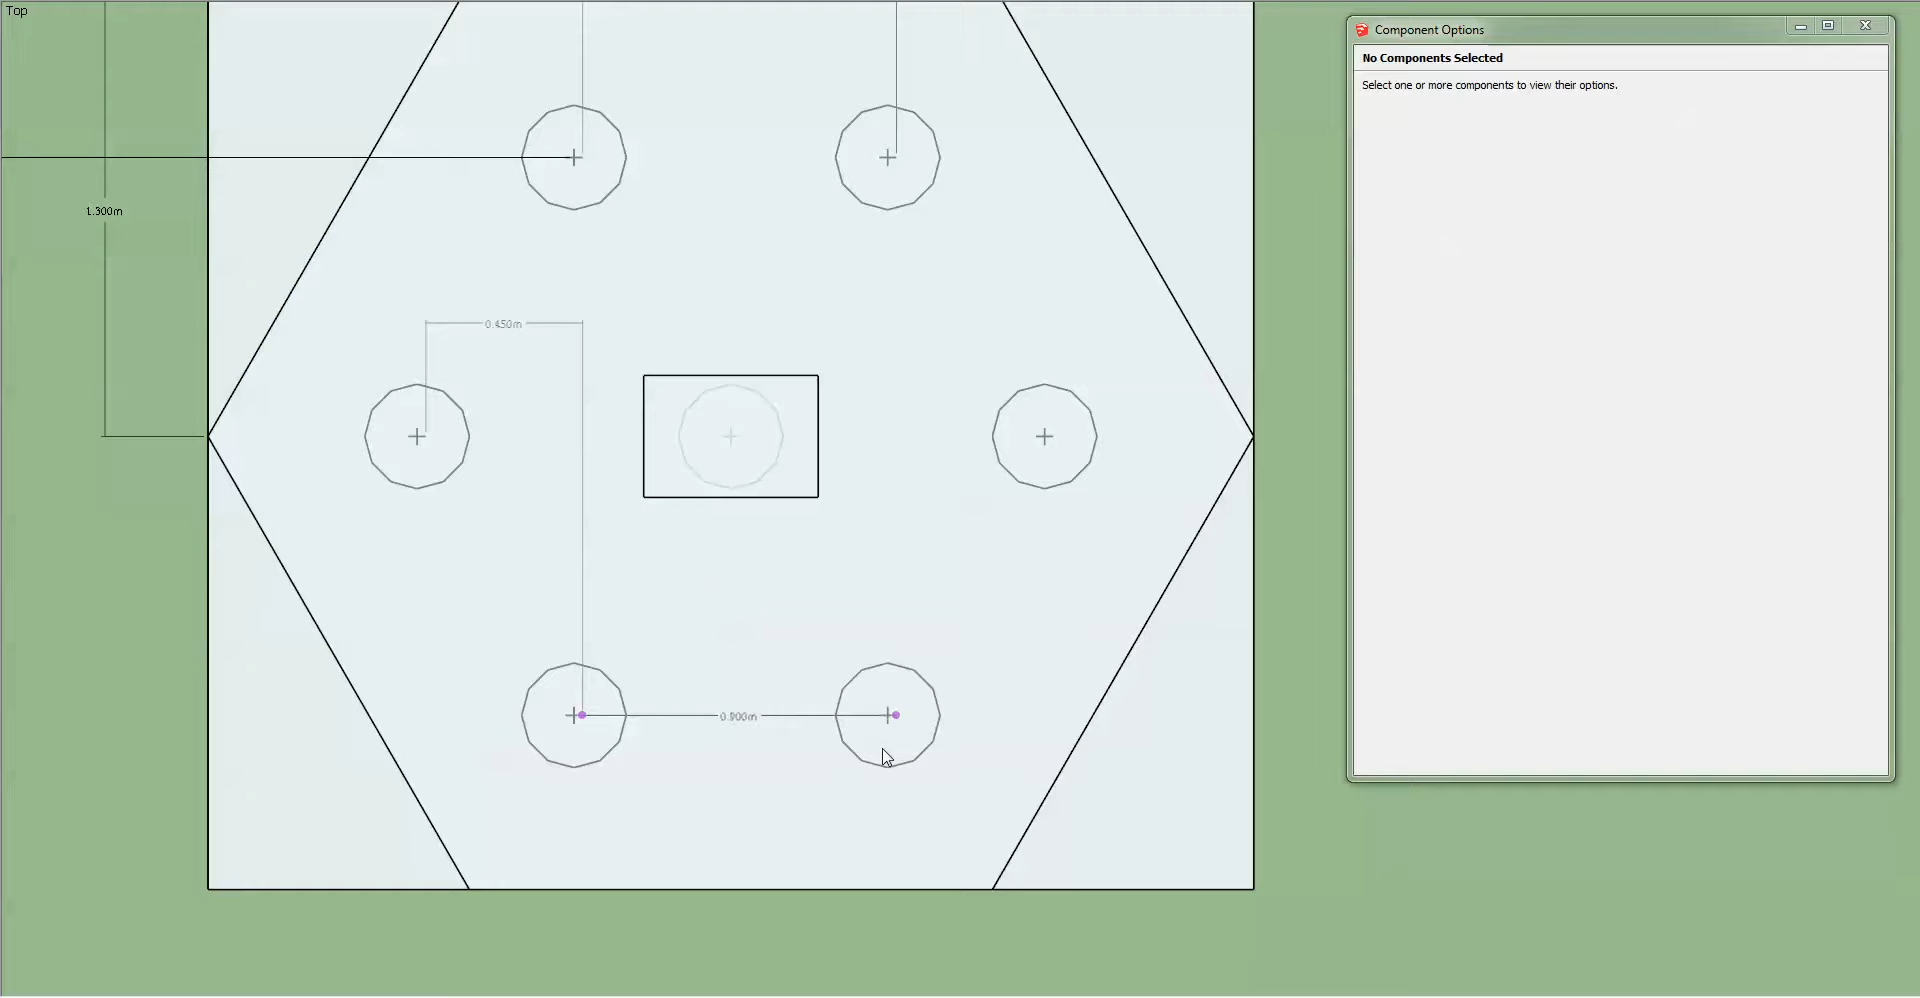 Top
Component Options
No Components Selected
Select one or more components to view their options.
1.300m
0.450m
0.900m